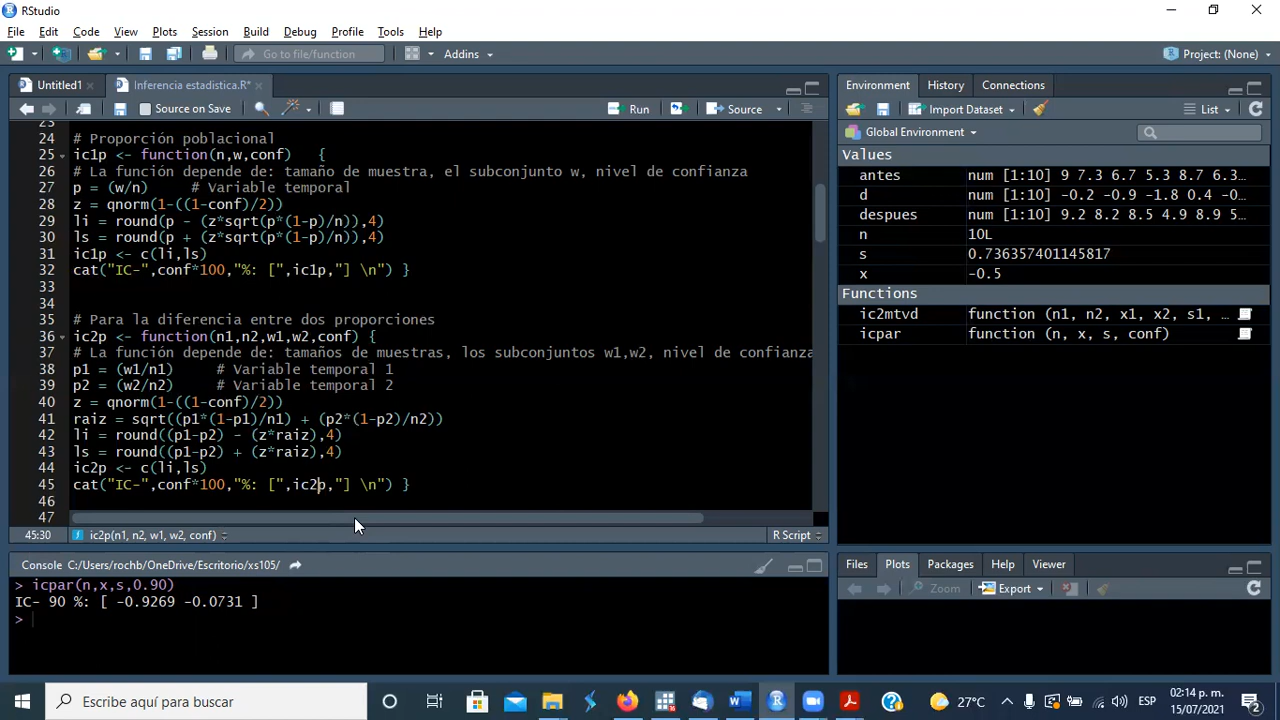 RStudio
File Edit Code View Plots Session Build Debug Profile Tools Help
Go to file/function Addins Project: (None)
Untitled1 Inferencia estadistica.R*
Source on Save Run Source
23
24 # Proporción poblacional
25 ic1p <- function(n,w,conf) {
26 # La función depende de: tamaño de muestra, el subconjunto w, nivel de confianza
27 p = (w/n) # Variable temporal
28 z = qnorm(1-((1-conf)/2))
29 li = round(p - (z*sqrt(p*(1-p)/n)),4)
30 ls = round(p + (z*sqrt(p*(1-p)/n)),4)
31 ic1p <- c(li,ls)
32 cat("IC-",conf*100,"%: [",ic1p,"] \n") }
33
34
35 # Para la diferencia entre dos proporciones
36 ic2p <- function(n1,n2,w1,w2,conf) {
37 # La función depende de: tamaños de muestras, los subconjuntos w1,w2, nivel de confianza
38 p1 = (w1/n1) # Variable temporal 1
39 p2 = (w2/n2) # Variable temporal 2
40 z = qnorm(1-((1-conf)/2))
41 raiz = sqrt((p1*(1-p1)/n1) + (p2*(1-p2)/n2))
42 li = round((p1-p2) - (z*raiz),4)
43 ls = round((p1-p2) + (z*raiz),4)
44 ic2p <- c(li,ls)
45 cat("IC-",conf*100,"%: [",ic2p,"] \n") }
46
47
45:30 ic2p(n1, n2, w1, w2, conf) R Script
Console C:/Users/rochb/OneDrive/Escritorio/xs105/
> icpar(n,x,s,0.90)
IC- 90 %: [ -0.9269 -0.0731 ]
>
Environment History Connections
Import Dataset List
Global Environment
Values
antes num [1:10] 9 7.3 6.7 5.3 8.7 6.3...
d num [1:10] -0.2 -0.9 -1.8 0.4 -0...
despues num [1:10] 9.2 8.2 8.5 4.9 8.9 5...
n 10L
s 0.736357401145817
x -0.5
Functions
ic2mtvd function (n1, n2, x1, x2, s1, ...
icpar function (n, x, s, conf)
Files Plots Packages Help Viewer
Zoom Export
Escribe aquí para buscar
27°C ESP 02:14 p. m.
15/07/2021
2